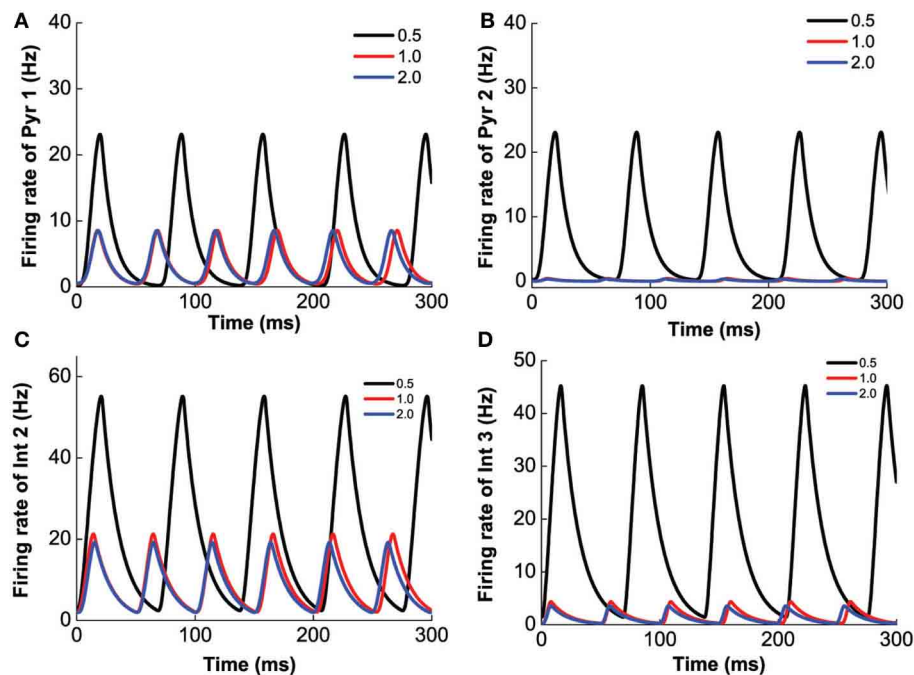 A
Firing rate of Pyr 1 (Hz)
40
30
20
10
0
0.5
1.0
2.0
0 100 200 300
Time (ms)
B
Firing rate of Pyr 2 (Hz)
40
30
20
10
0
0.5
1.0
2.0
0 100 200 300
Time (ms)
C
Firing rate of Int 2 (Hz)
60
40
20
0
0.5
1.0
2.0
0 100 200 300
Time (ms)
D
Firing rate of Int 3 (Hz)
50
40
30
20
10
0
0.5
1.0
2.0
0 100 200 300
Time (ms)